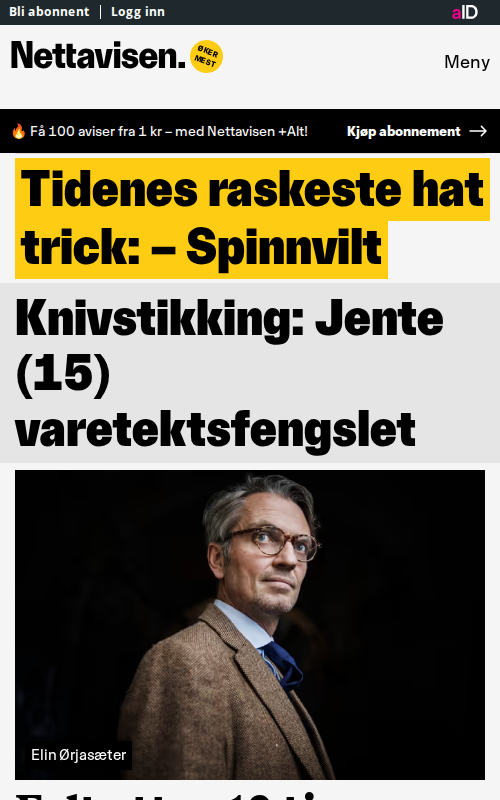 Bli abonnent
Logg inn
aID
Nettavisen.
ØKER
MEST
Meny
🔥 Få 100 aviser fra 1 kr – med Nettavisen +Alt!
Kjøp abonnement →
Tidenes raskeste hat
trick: – Spinnvilt
Knivstikking: Jente
(15)
varetektsfengslet
Elin Ørjasæter